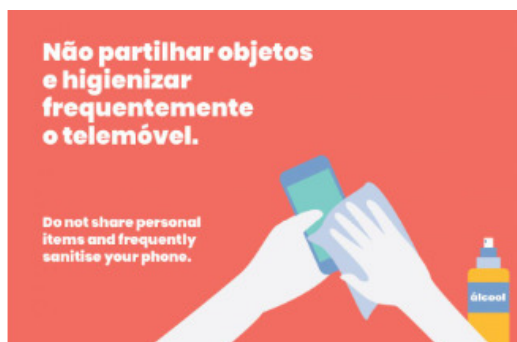 Não partilhar objetos
e higienizar
frequentemente
o telemóvel.
Do not share personal
items and frequently
sanitise your phone.
álcool